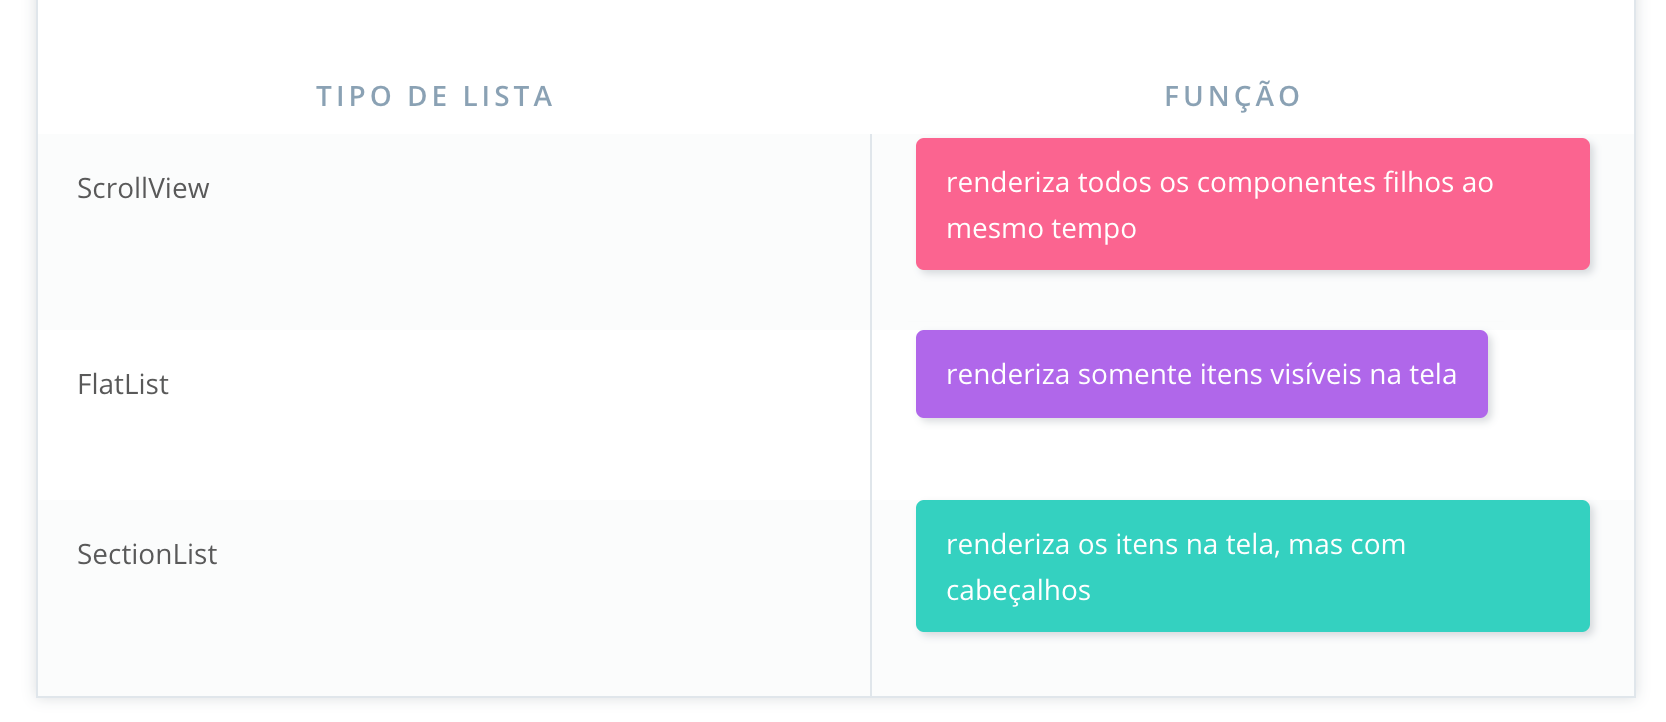 TIPO DE LISTA
FUNÇÃO
ScrollView
renderiza todos os componentes filhos ao
mesmo tempo
FlatList
renderiza somente itens visíveis na tela
SectionList
renderiza os itens na tela, mas com
cabeçalhos